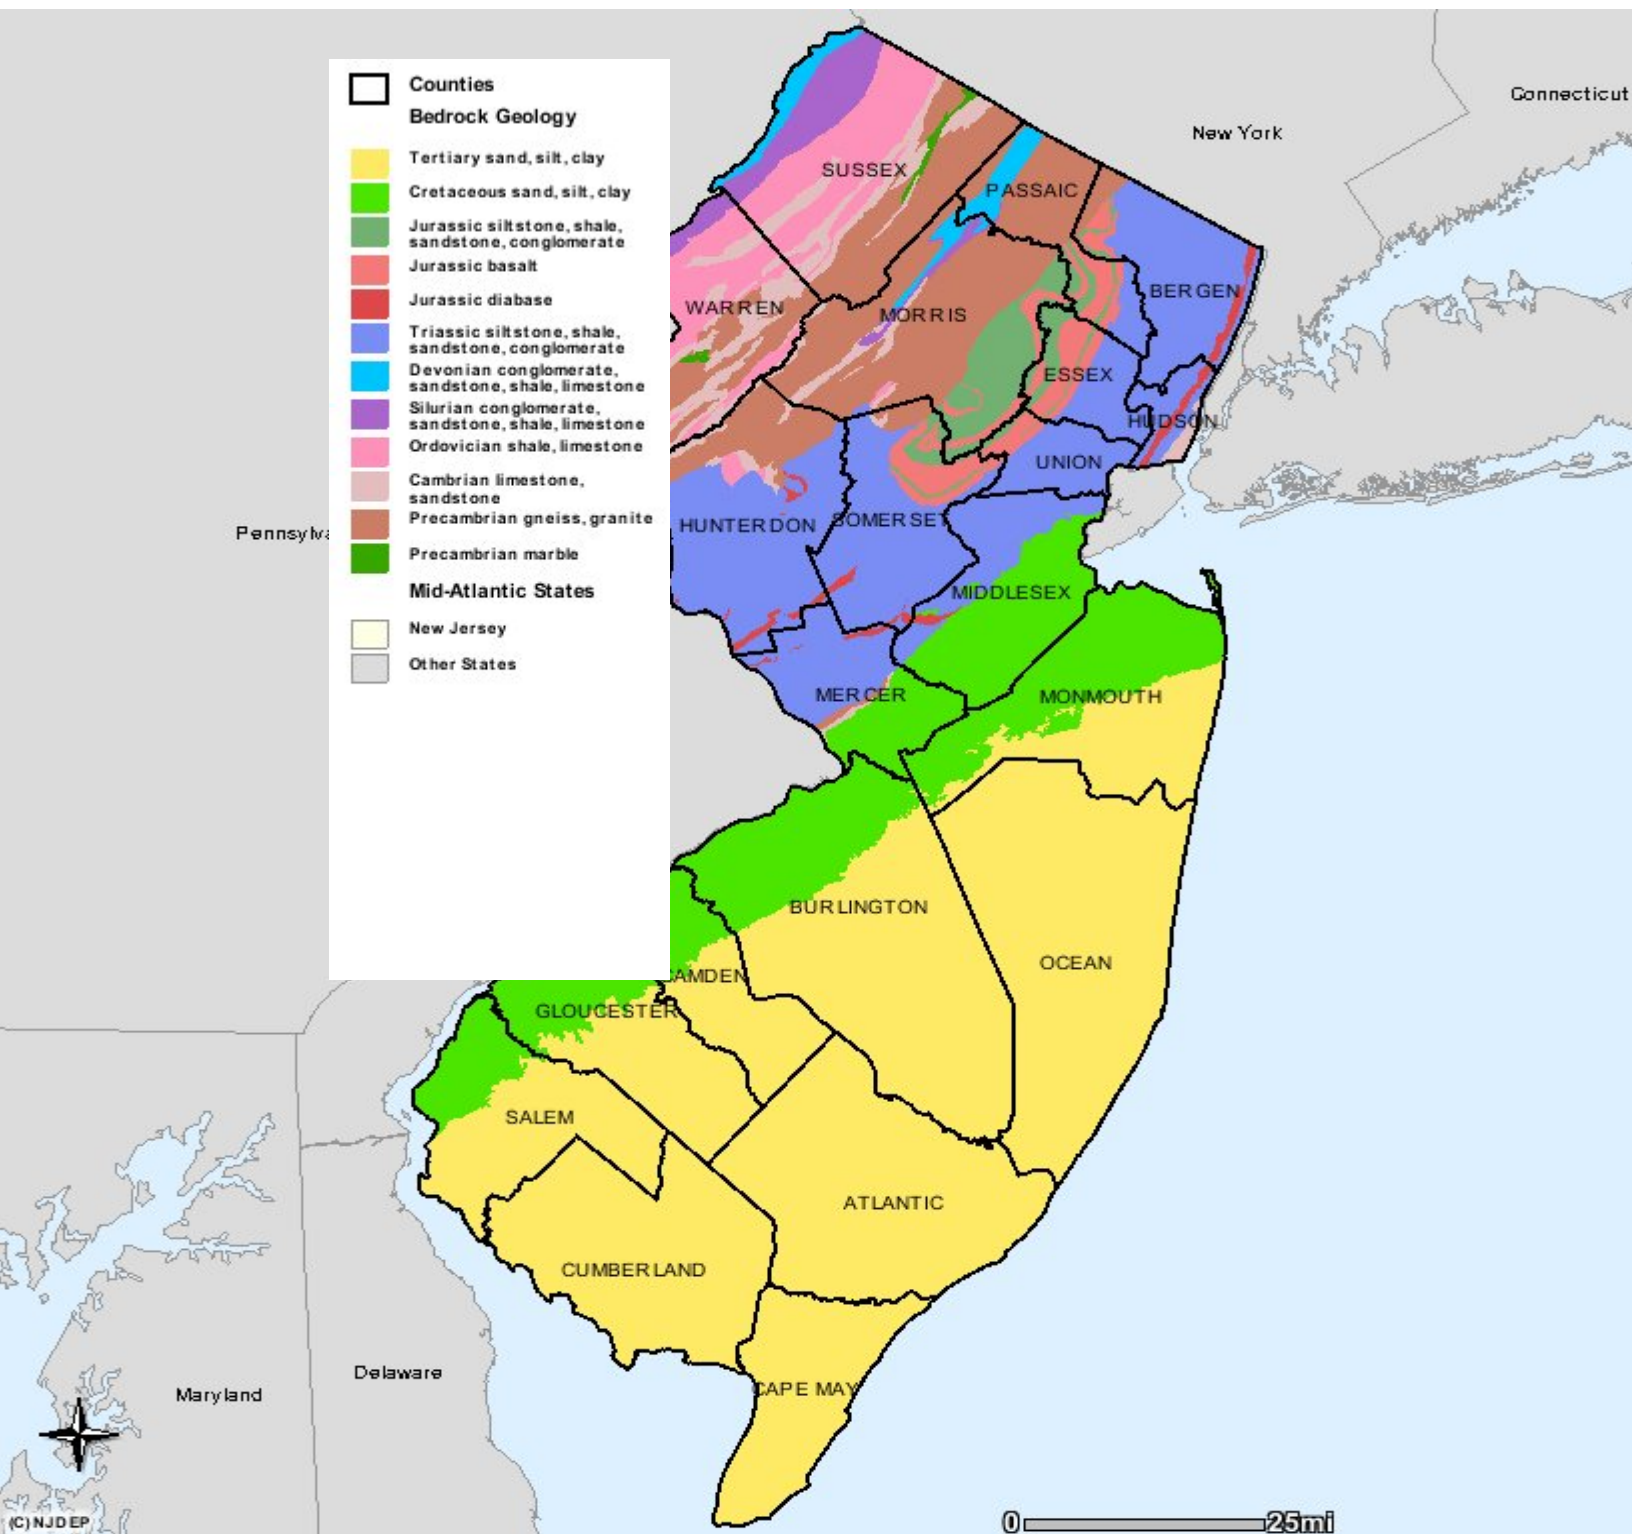 Counties
Bedrock Geology
Tertiary sand, silt, clay
Cretaceous sand, silt, clay
Jurassic siltstone, shale,
sandstone, conglomerate
Jurassic basalt
Jurassic diabase
Triassic siltstone, shale,
sandstone, conglomerate
Devonian conglomerate,
sandstone, shale, limestone
Silurian conglomerate,
sandstone, shale, limestone
Ordovician shale, limestone
Cambrian limestone,
sandstone
Precambrian gneiss, granite
Precambrian marble
Mid-Atlantic States
New Jersey
Other States
Connecticut
New York
SUSSEX
PASSAIC
BERGEN
WARREN
MORRIS
ESSEX
HUDSON
UNION
HUNTERDON
SOMERSET
Pennsylva
MIDDLESEX
MERCER
MONMOUTH
BURLINGTON
OCEAN
CAMDEN
GLOUCESTER
SALEM
ATLANTIC
CUMBERLAND
CAPE MAY
Delaware
Maryland
(C)NJDEP
0 25mi